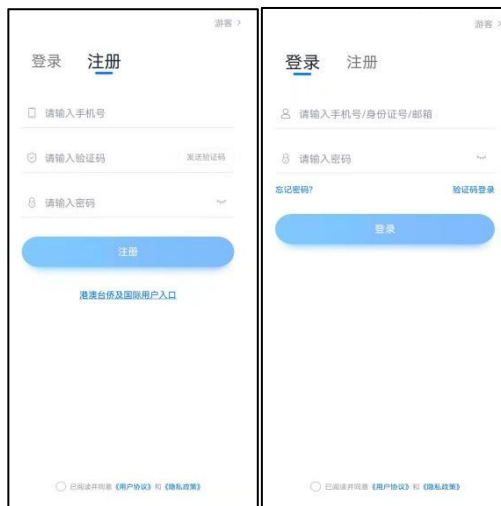 游客 >
登录 注册
请输入手机号
请输入验证码 发送验证码
请输入密码
注册
港澳台侨及国际用户入口
已阅读并同意《用户协议》和《隐私政策》
游客 >
登录 注册
请输入手机号/身份证号/邮箱
请输入密码
忘记密码? 验证码登录
登录
已阅读并同意《用户协议》和《隐私政策》